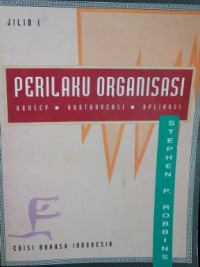 JILID I
PERILAKU ORGANISASI
KONSEP ▪ KONTROVERSI ▪ APLIKASI
STEPHEN P. ROBBINS
EDISI BAHASA INDONESIA